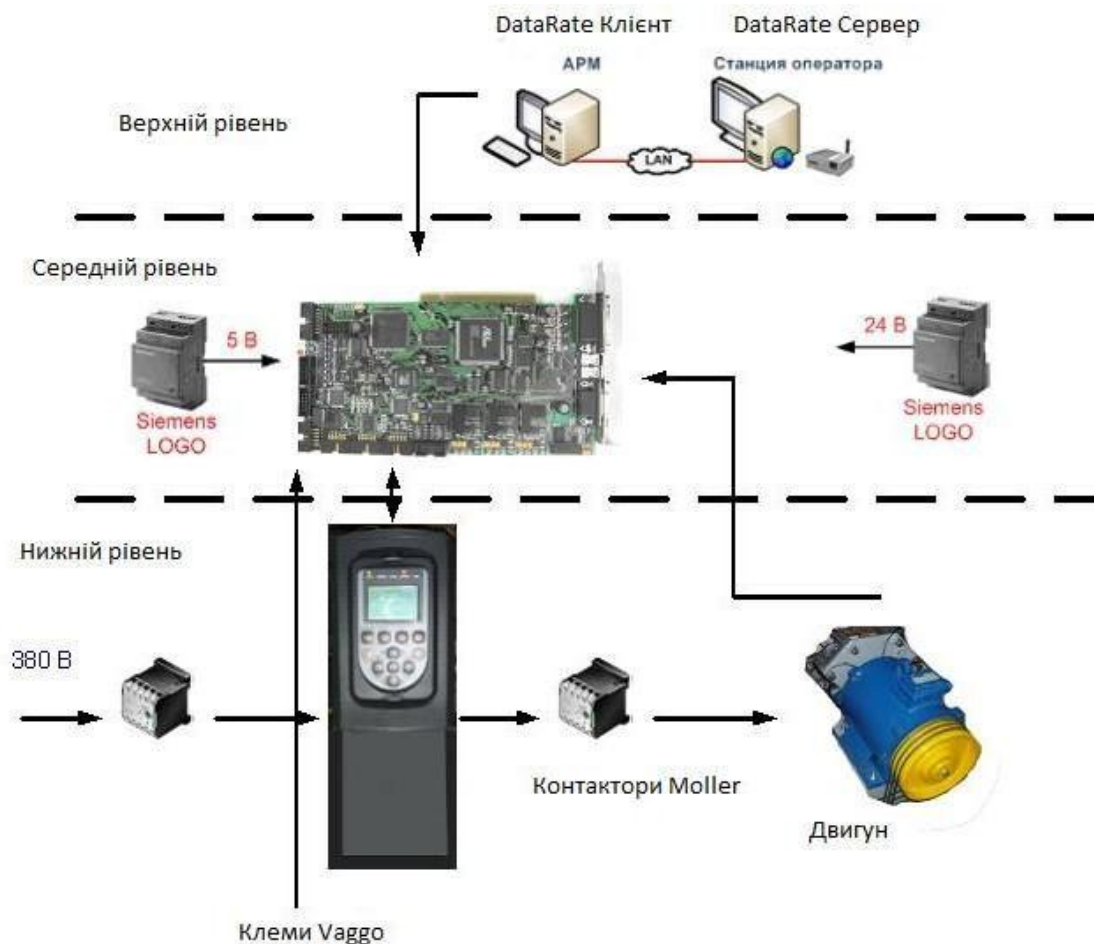 DataRate Клієнт
DataRate Сервер
АРМ
Станция оператора
Верхній рівень
LAN
Середній рівень
5 В
24 В
Siemens
LOGO
Siemens
LOGO
Нижній рівень
380 В
Контактори Moller
Двигун
Клеми Vaggo